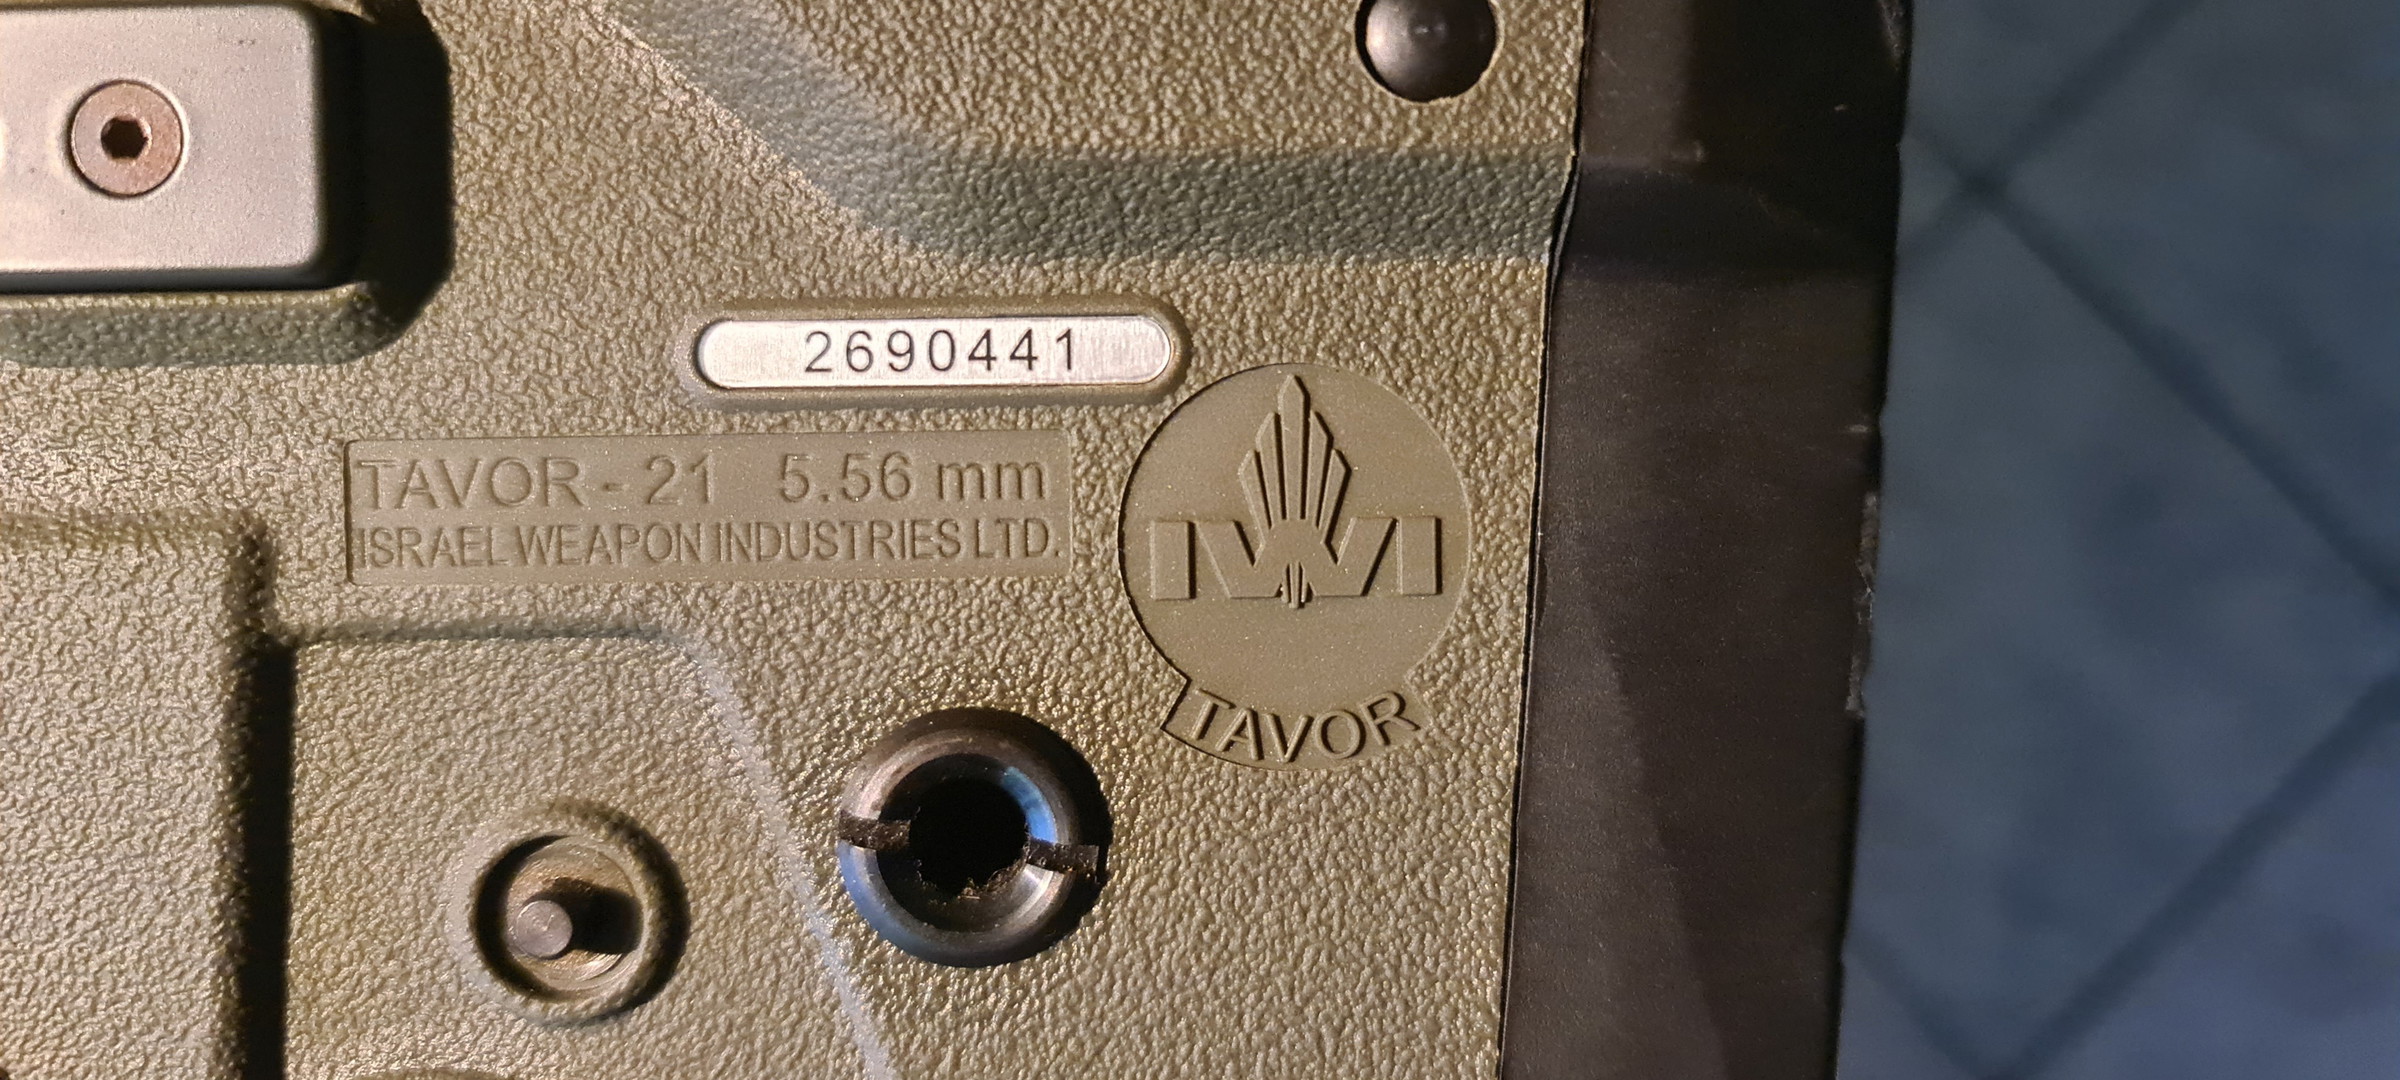 2690441
TAVOR - 21 5.56 mm
ISRAEL WEAPON INDUSTRIES LTD.
IWI
TAVOR